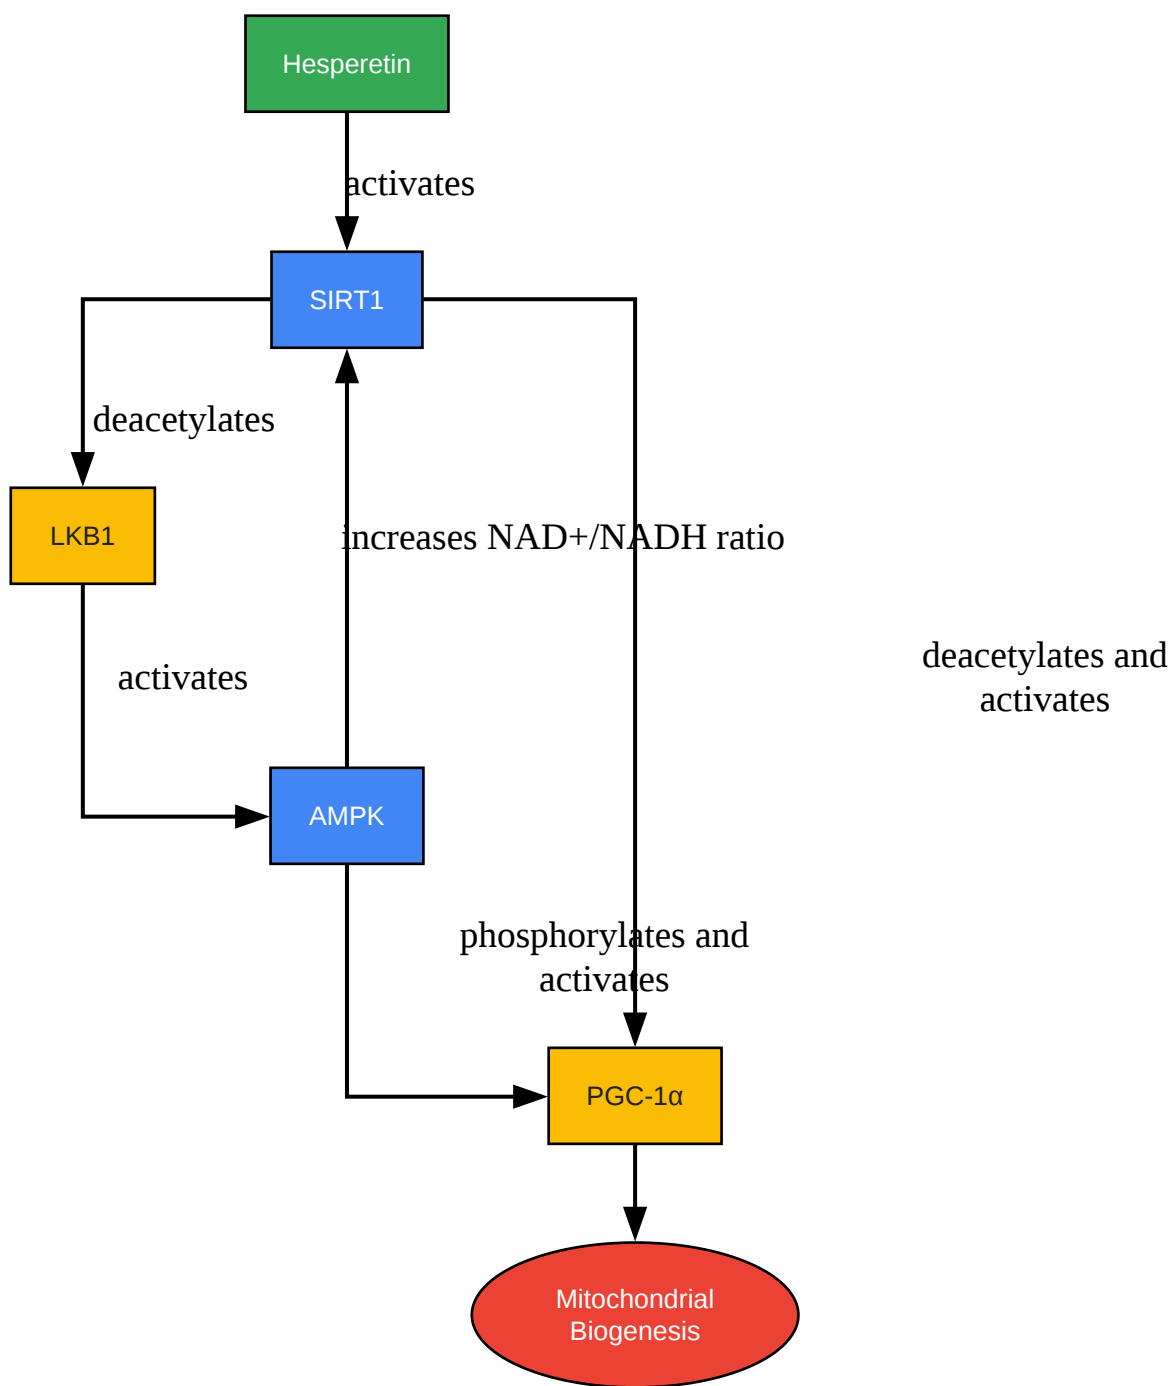 Hesperetin
activates
SIRT1
deacetylates
LKB1
increases NAD+/NADH ratio
deacetylates and
activates
activates
AMPK
phosphorylates and
activates
PGC-1α
Mitochondrial
Biogenesis